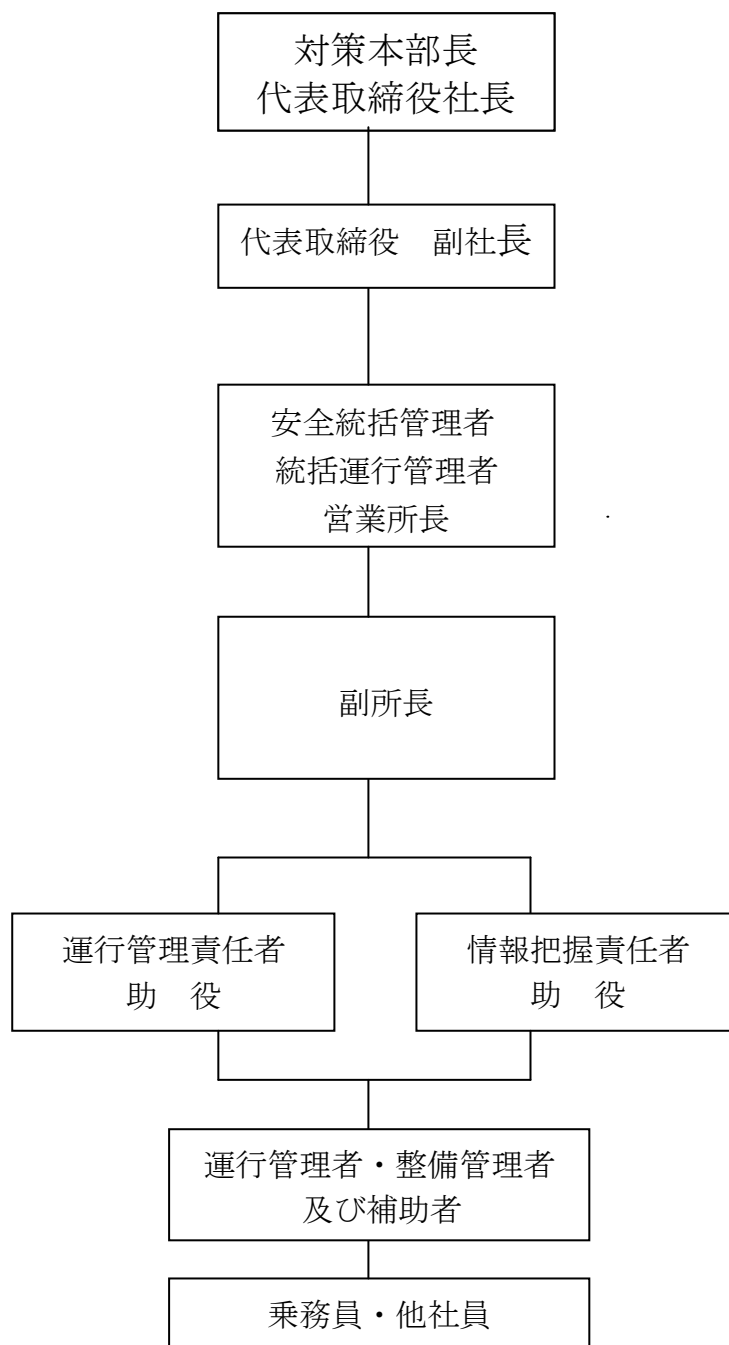 対策本部長
代表取締役社長
代表取締役　副社長
安全統括管理者
統括運行管理者
営業所長
副所長
運行管理責任者
助　役
情報把握責任者
助　役
運行管理者・整備管理者
及び補助者
乗務員・他社員